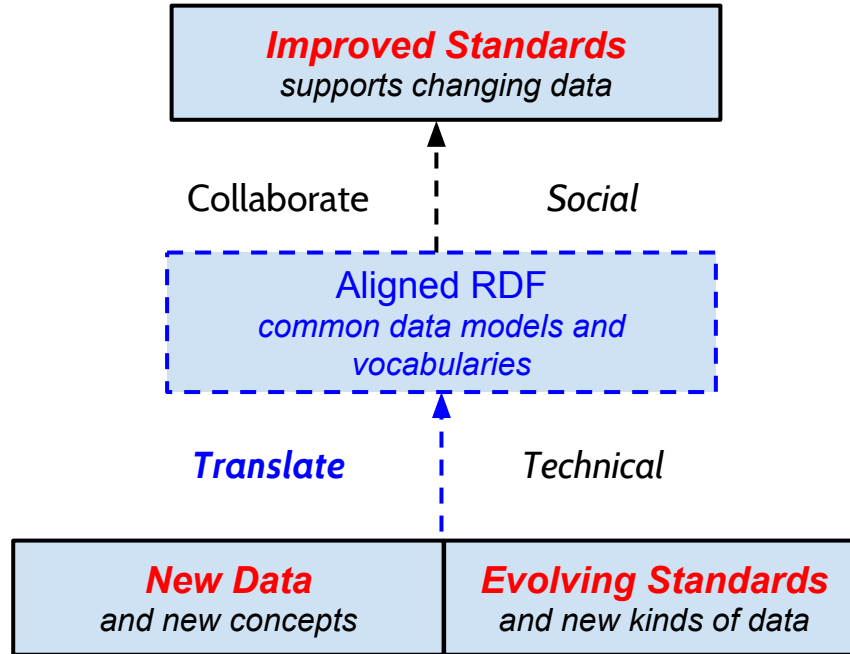 Improved Standards
supports changing data
Collaborate Social
Aligned RDF
common data models and
vocabularies
Translate Technical
New Data
and new concepts
Evolving Standards
and new kinds of data